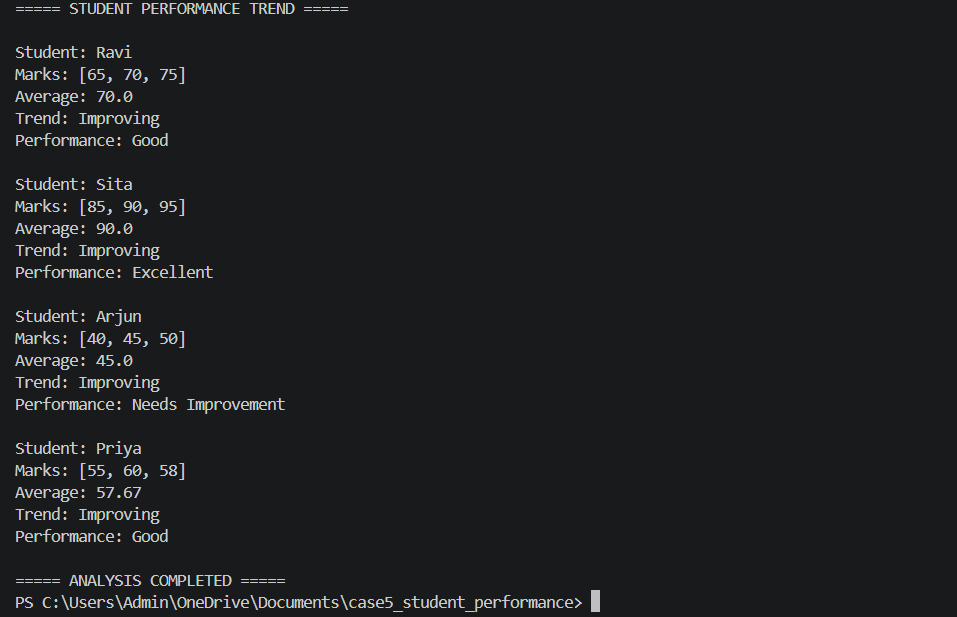 ===== STUDENT PERFORMANCE TREND =====
Student: Ravi
Marks: [65, 70, 75]
Average: 70.0
Trend: Improving
Performance: Good
Student: Sita
Marks: [85, 90, 95]
Average: 90.0
Trend: Improving
Performance: Excellent
Student: Arjun
Marks: [40, 45, 50]
Average: 45.0
Trend: Improving
Performance: Needs Improvement
Student: Priya
Marks: [55, 60, 58]
Average: 57.67
Trend: Improving
Performance: Good
===== ANALYSIS COMPLETED =====
PS C:\Users\Admin\OneDrive\Documents\case5_student_performance>